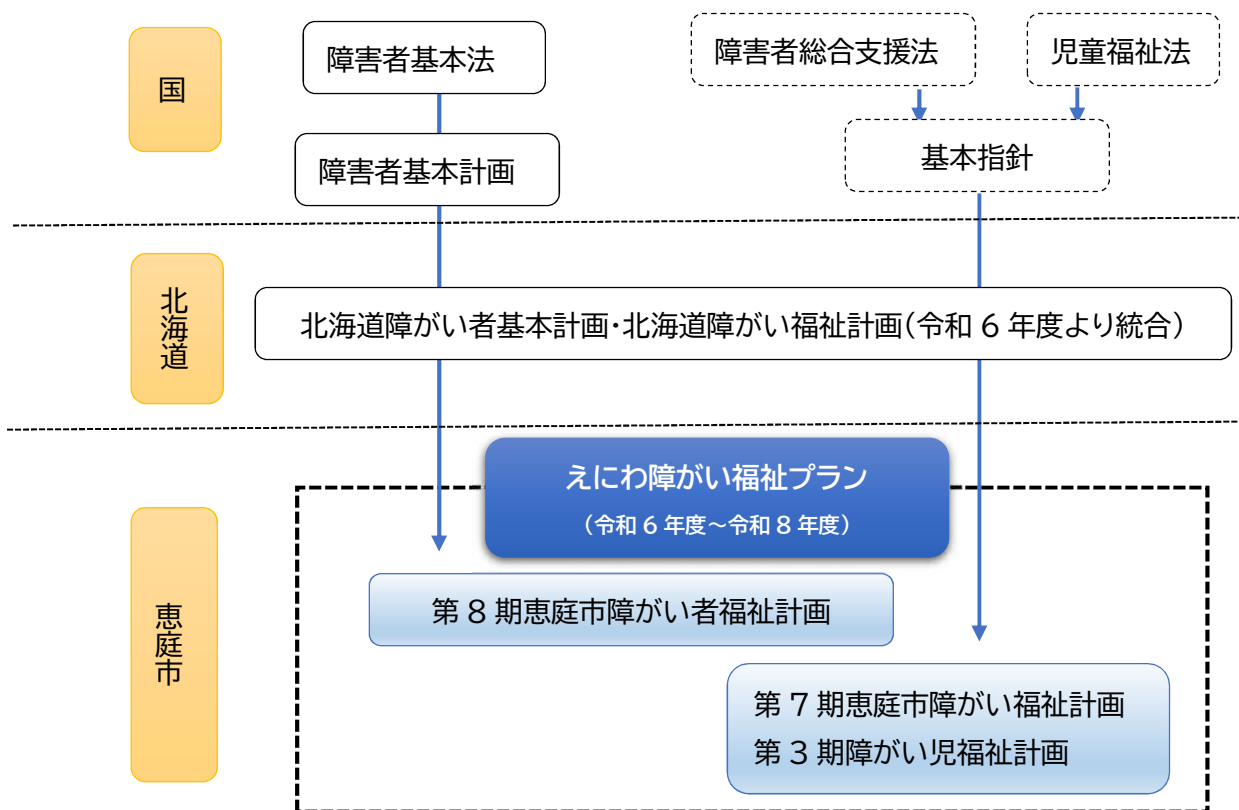 国
障害者基本法
障害者総合支援法
児童福祉法
障害者基本計画
基本指針
北海道
北海道障がい者基本計画・北海道障がい福祉計画（令和６年度より統合）
恵庭市
えにわ障がい福祉プラン
（令和６年度～令和８年度）
第８期恵庭市障がい者福祉計画
第７期恵庭市障がい福祉計画
第３期障がい児福祉計画